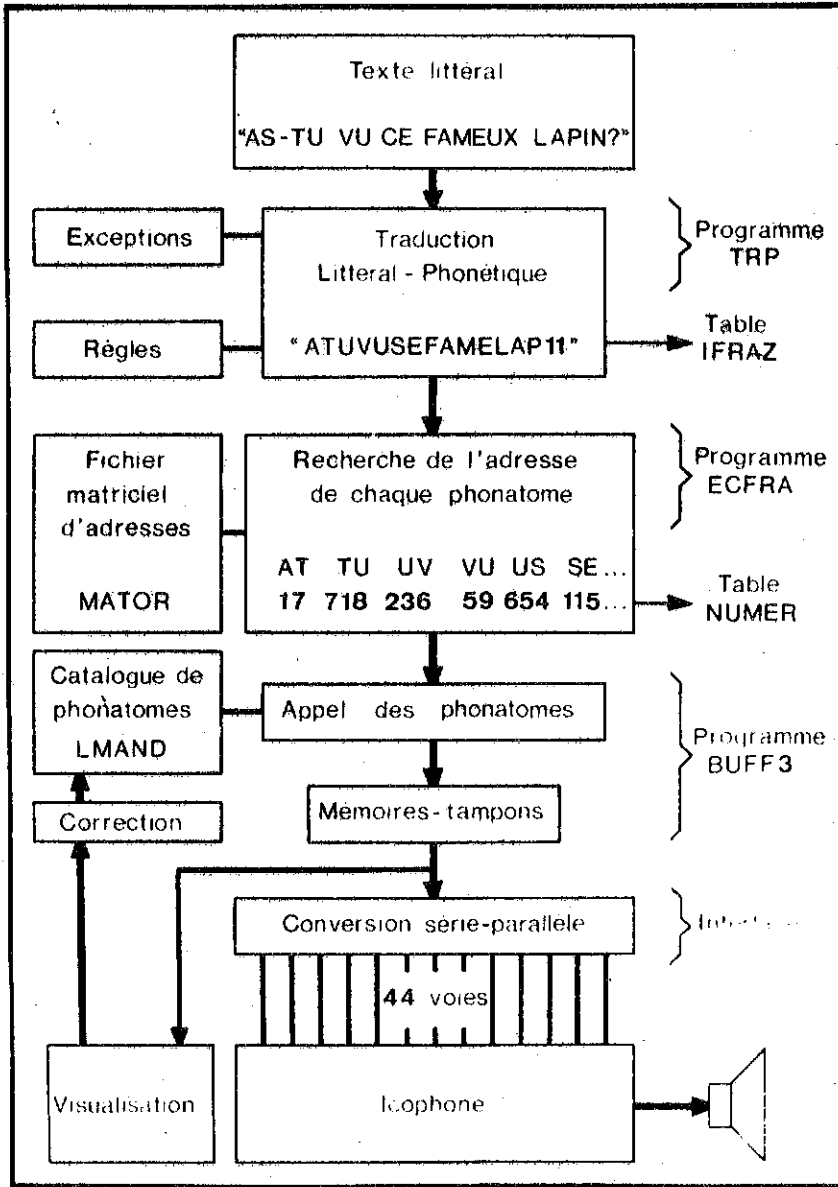 Texte littéral
"AS-TU VU CE FAMEUX LAPIN?"
Exceptions
Règles
Traduction
Littéral - Phonétique
"ATUVUSEFAMELAP11"
Programme
TRP
Table
IFRAZ
Fichier
matriciel
d'adresses
MATOR
Recherche de l'adresse
de chaque phonatome
AT TU UV VU US SE...
17 718 236 59 654 115...
Programme
ECFRA
Table
NUMER
Catalogue de
phonatomes
LMAND
Appel des phonatomes
Programme
BUFF3
Correction
Mémoires-tampons
Conversion série-parallèle
44 voies
Visualisation
Icophone